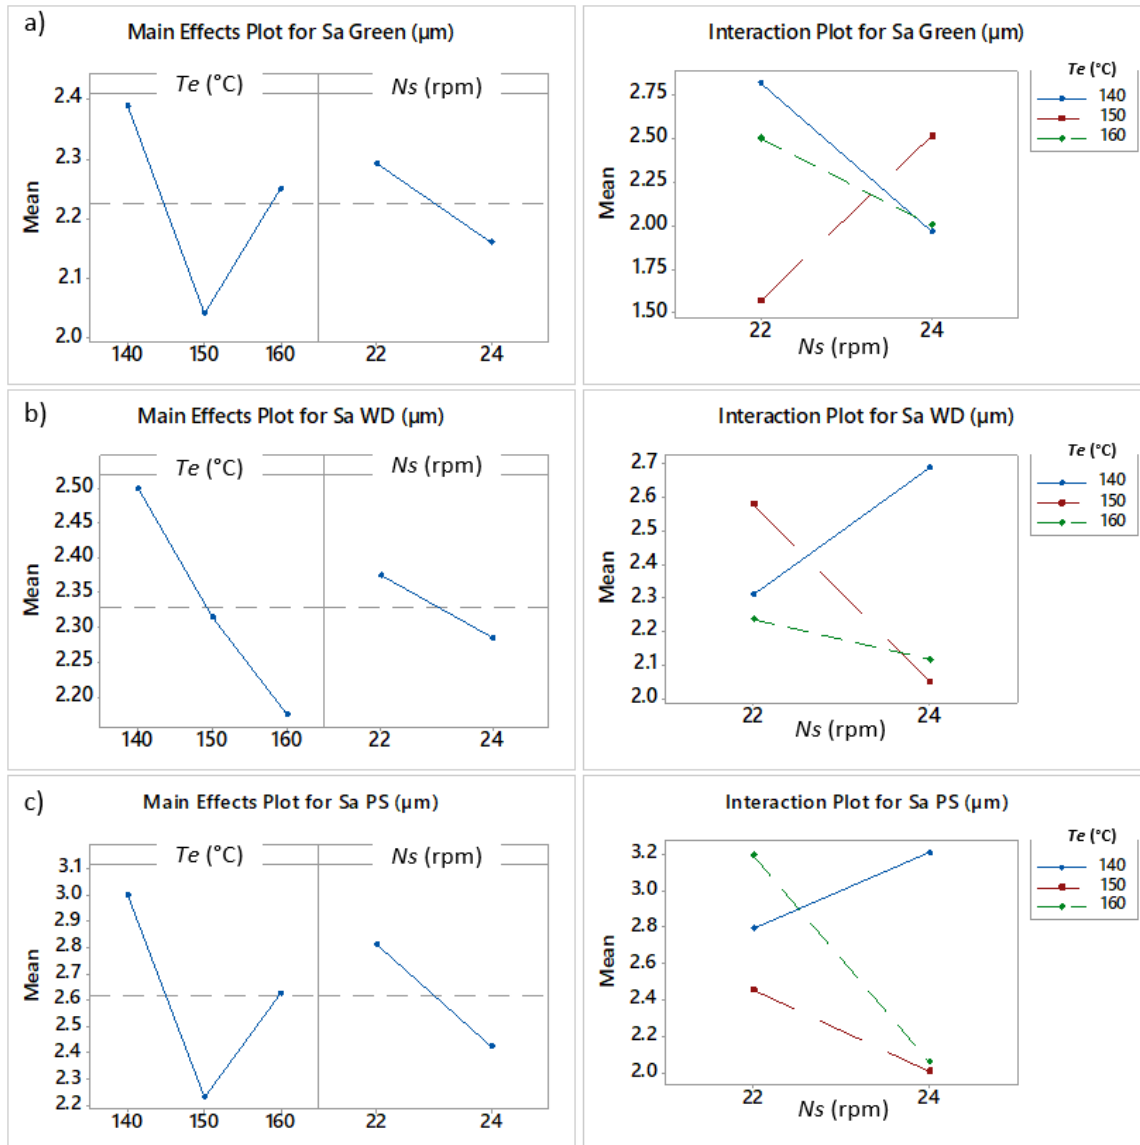 a)
Main Effects Plot for Sa Green (µm)
Te (°C) Ns (rpm)
Mean
2.4
2.3
2.2
2.1
2.0
140 150 160 22 24
Interaction Plot for Sa Green (µm)
Mean
2.75
2.50
2.25
2.00
1.75
1.50
22 24
Ns (rpm)
Te (°C)
140
150
160
b)
Main Effects Plot for Sa WD (µm)
Te (°C) Ns (rpm)
Mean
2.50
2.45
2.40
2.35
2.30
2.25
2.20
140 150 160 22 24
Interaction Plot for Sa WD (µm)
Mean
2.7
2.6
2.5
2.4
2.3
2.2
2.1
2.0
22 24
Ns (rpm)
Te (°C)
140
150
160
c)
Main Effects Plot for Sa PS (µm)
Te (°C) Ns (rpm)
Mean
3.1
3.0
2.9
2.8
2.7
2.6
2.5
2.4
2.3
2.2
140 150 160 22 24
Interaction Plot for Sa PS (µm)
Mean
3.2
3.0
2.8
2.6
2.4
2.2
2.0
22 24
Ns (rpm)
Te (°C)
140
150
160